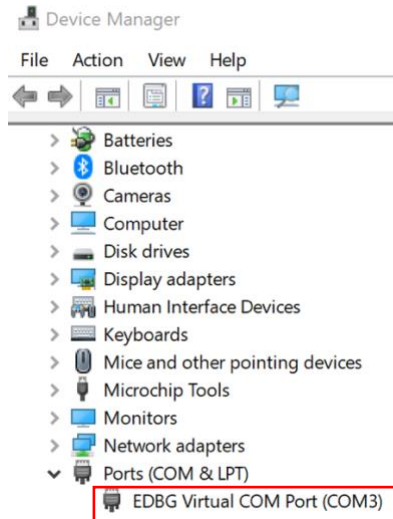 Device Manager
File Action View Help
Batteries
Bluetooth
Cameras
Computer
Disk drives
Display adapters
Human Interface Devices
Keyboards
Mice and other pointing devices
Microchip Tools
Monitors
Network adapters
Ports (COM & LPT)
EDBG Virtual COM Port (COM3)